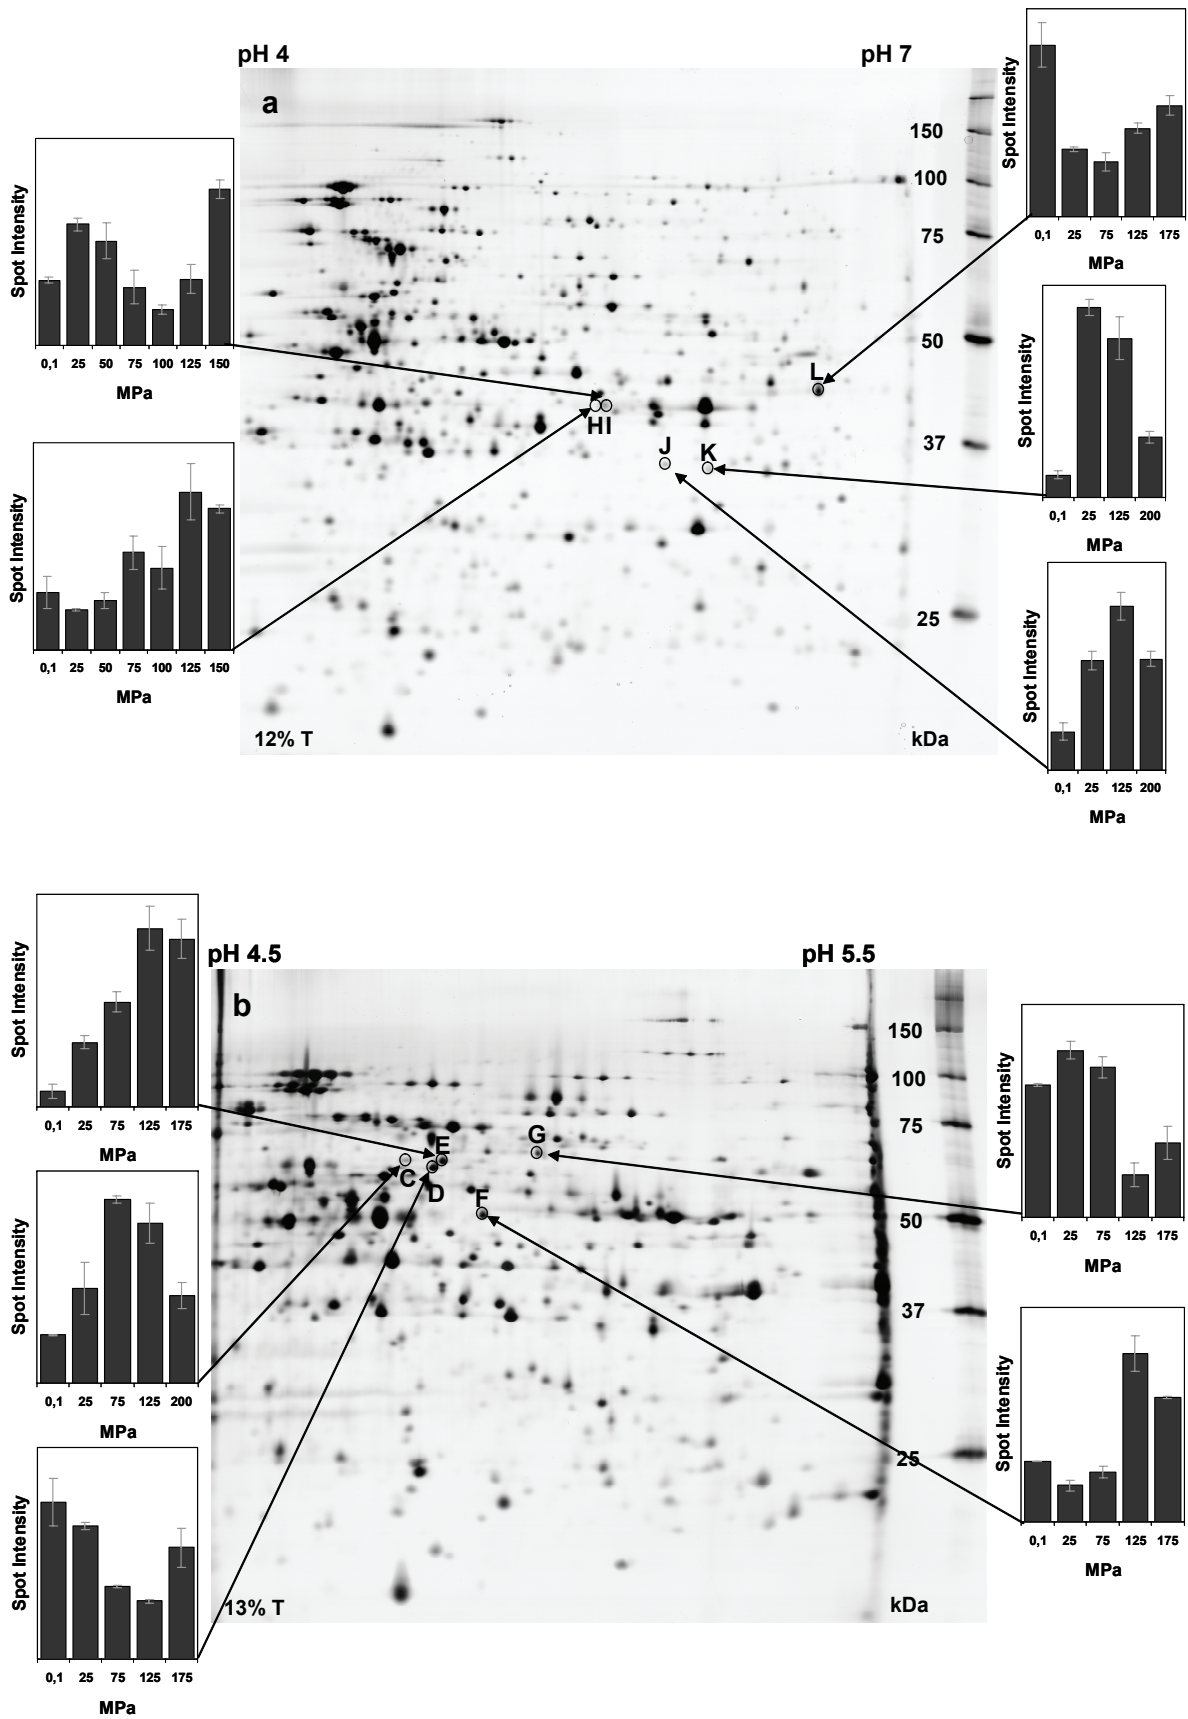 pH 4
pH 7
a
150
100
75
50
37
25
L
HI
J
K
12% T
kDa
Spot Intensity
0,1 25 50 75 100 125 150
MPa
Spot Intensity
0,1 25 50 75 100 125 150
MPa
Spot Intensity
0,1 25 75 125 175
MPa
Spot Intensity
0,1 25 125 200
MPa
Spot Intensity
0,1 25 125 200
MPa
pH 4.5
pH 5.5
b
150
100
75
50
37
25
G
E
C
D
F
13% T
kDa
Spot Intensity
0,1 25 75 125 175
MPa
Spot Intensity
0,1 25 75 125 200
MPa
Spot Intensity
0,1 25 75 125 175
MPa
Spot Intensity
0,1 25 75 125 175
MPa
Spot Intensity
0,1 25 75 125 175
MPa